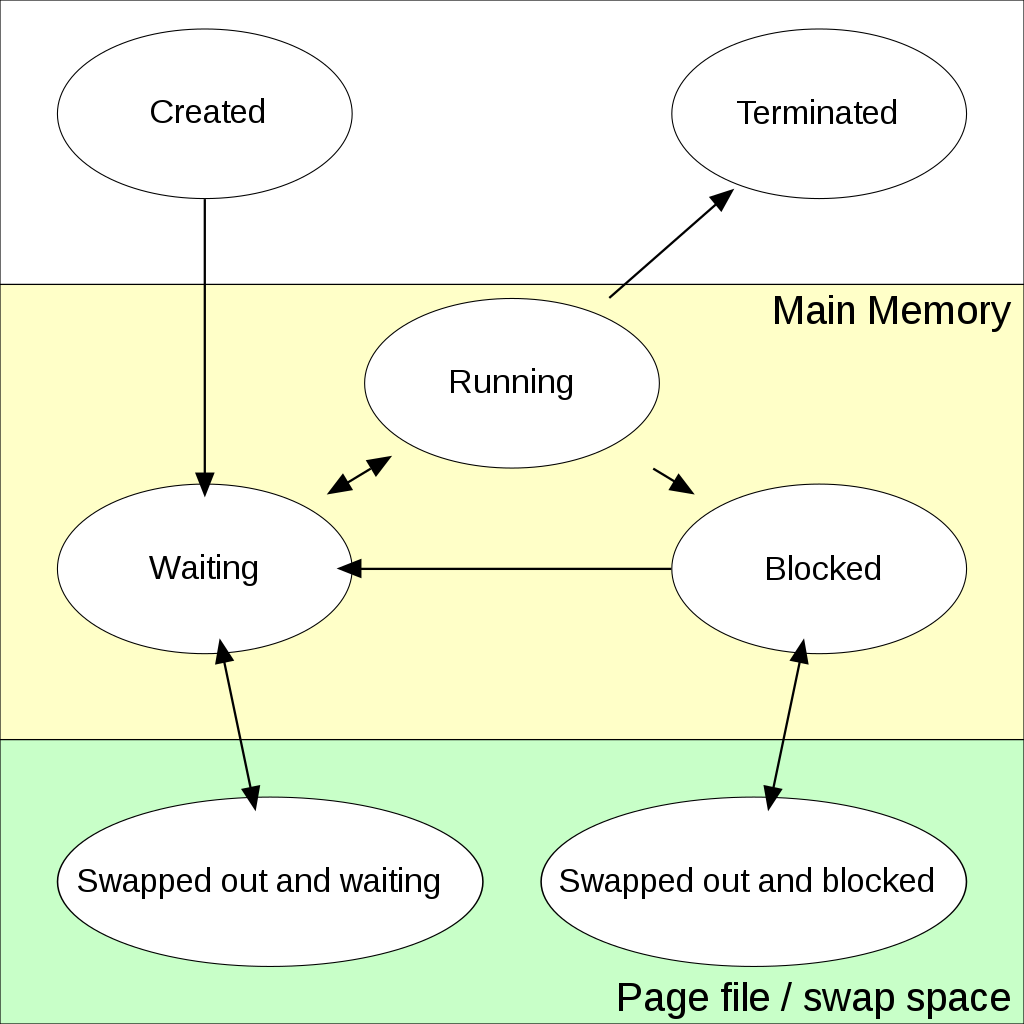 Created
Terminated
Main Memory
Running
Waiting
Blocked
Swapped out and waiting
Swapped out and blocked
Page file / swap space